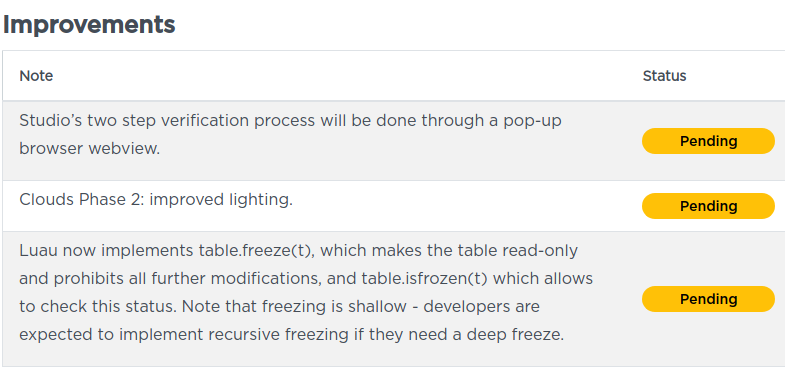 Improvements
Note Status
Studio’s two step verification process will be done through a pop-up
browser webview.
Pending
Clouds Phase 2: improved lighting.
Pending
Luau now implements table.freeze(t), which makes the table read-only
and prohibits all further modifications, and table.isfrozen(t) which allows
to check this status. Note that freezing is shallow - developers are
expected to implement recursive freezing if they need a deep freeze.
Pending